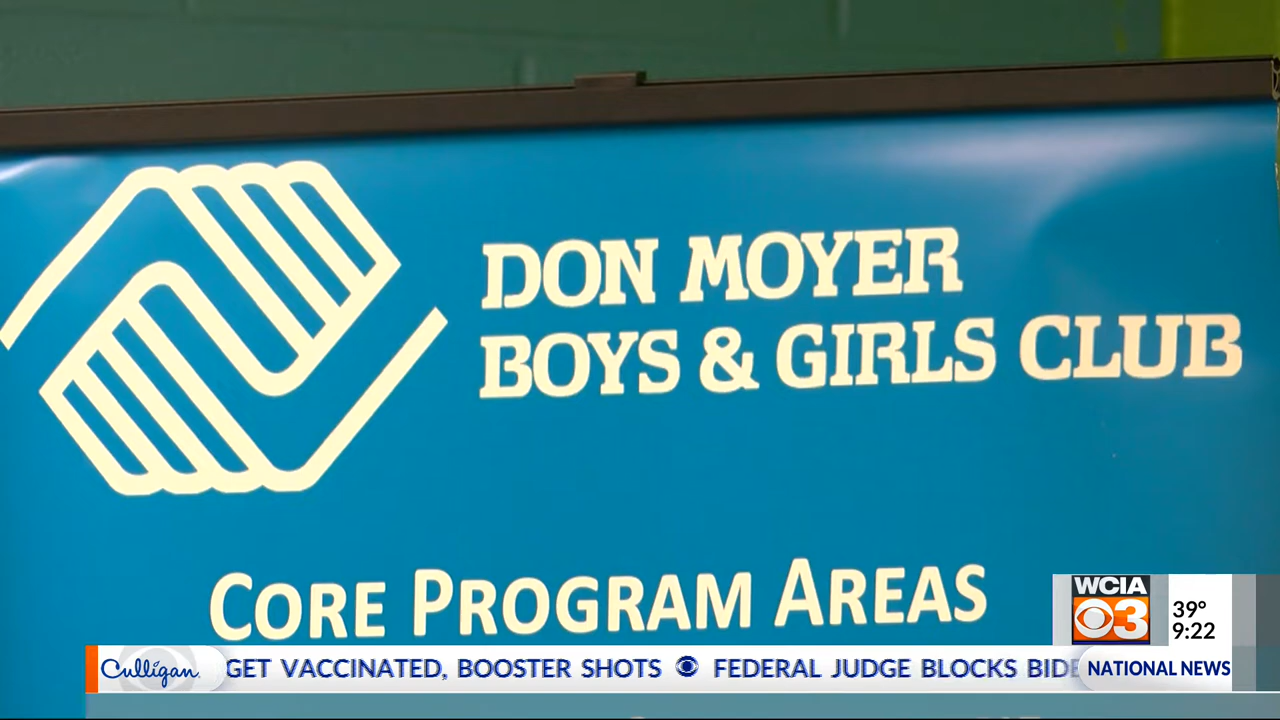 DON MOYER
BOYS & GIRLS CLUB
CORE PROGRAM AREAS
WCIA
3
39°
9:22
Culligan.
GET VACCINATED, BOOSTER SHOTS
FEDERAL JUDGE BLOCKS BIDE
NATIONAL NEWS